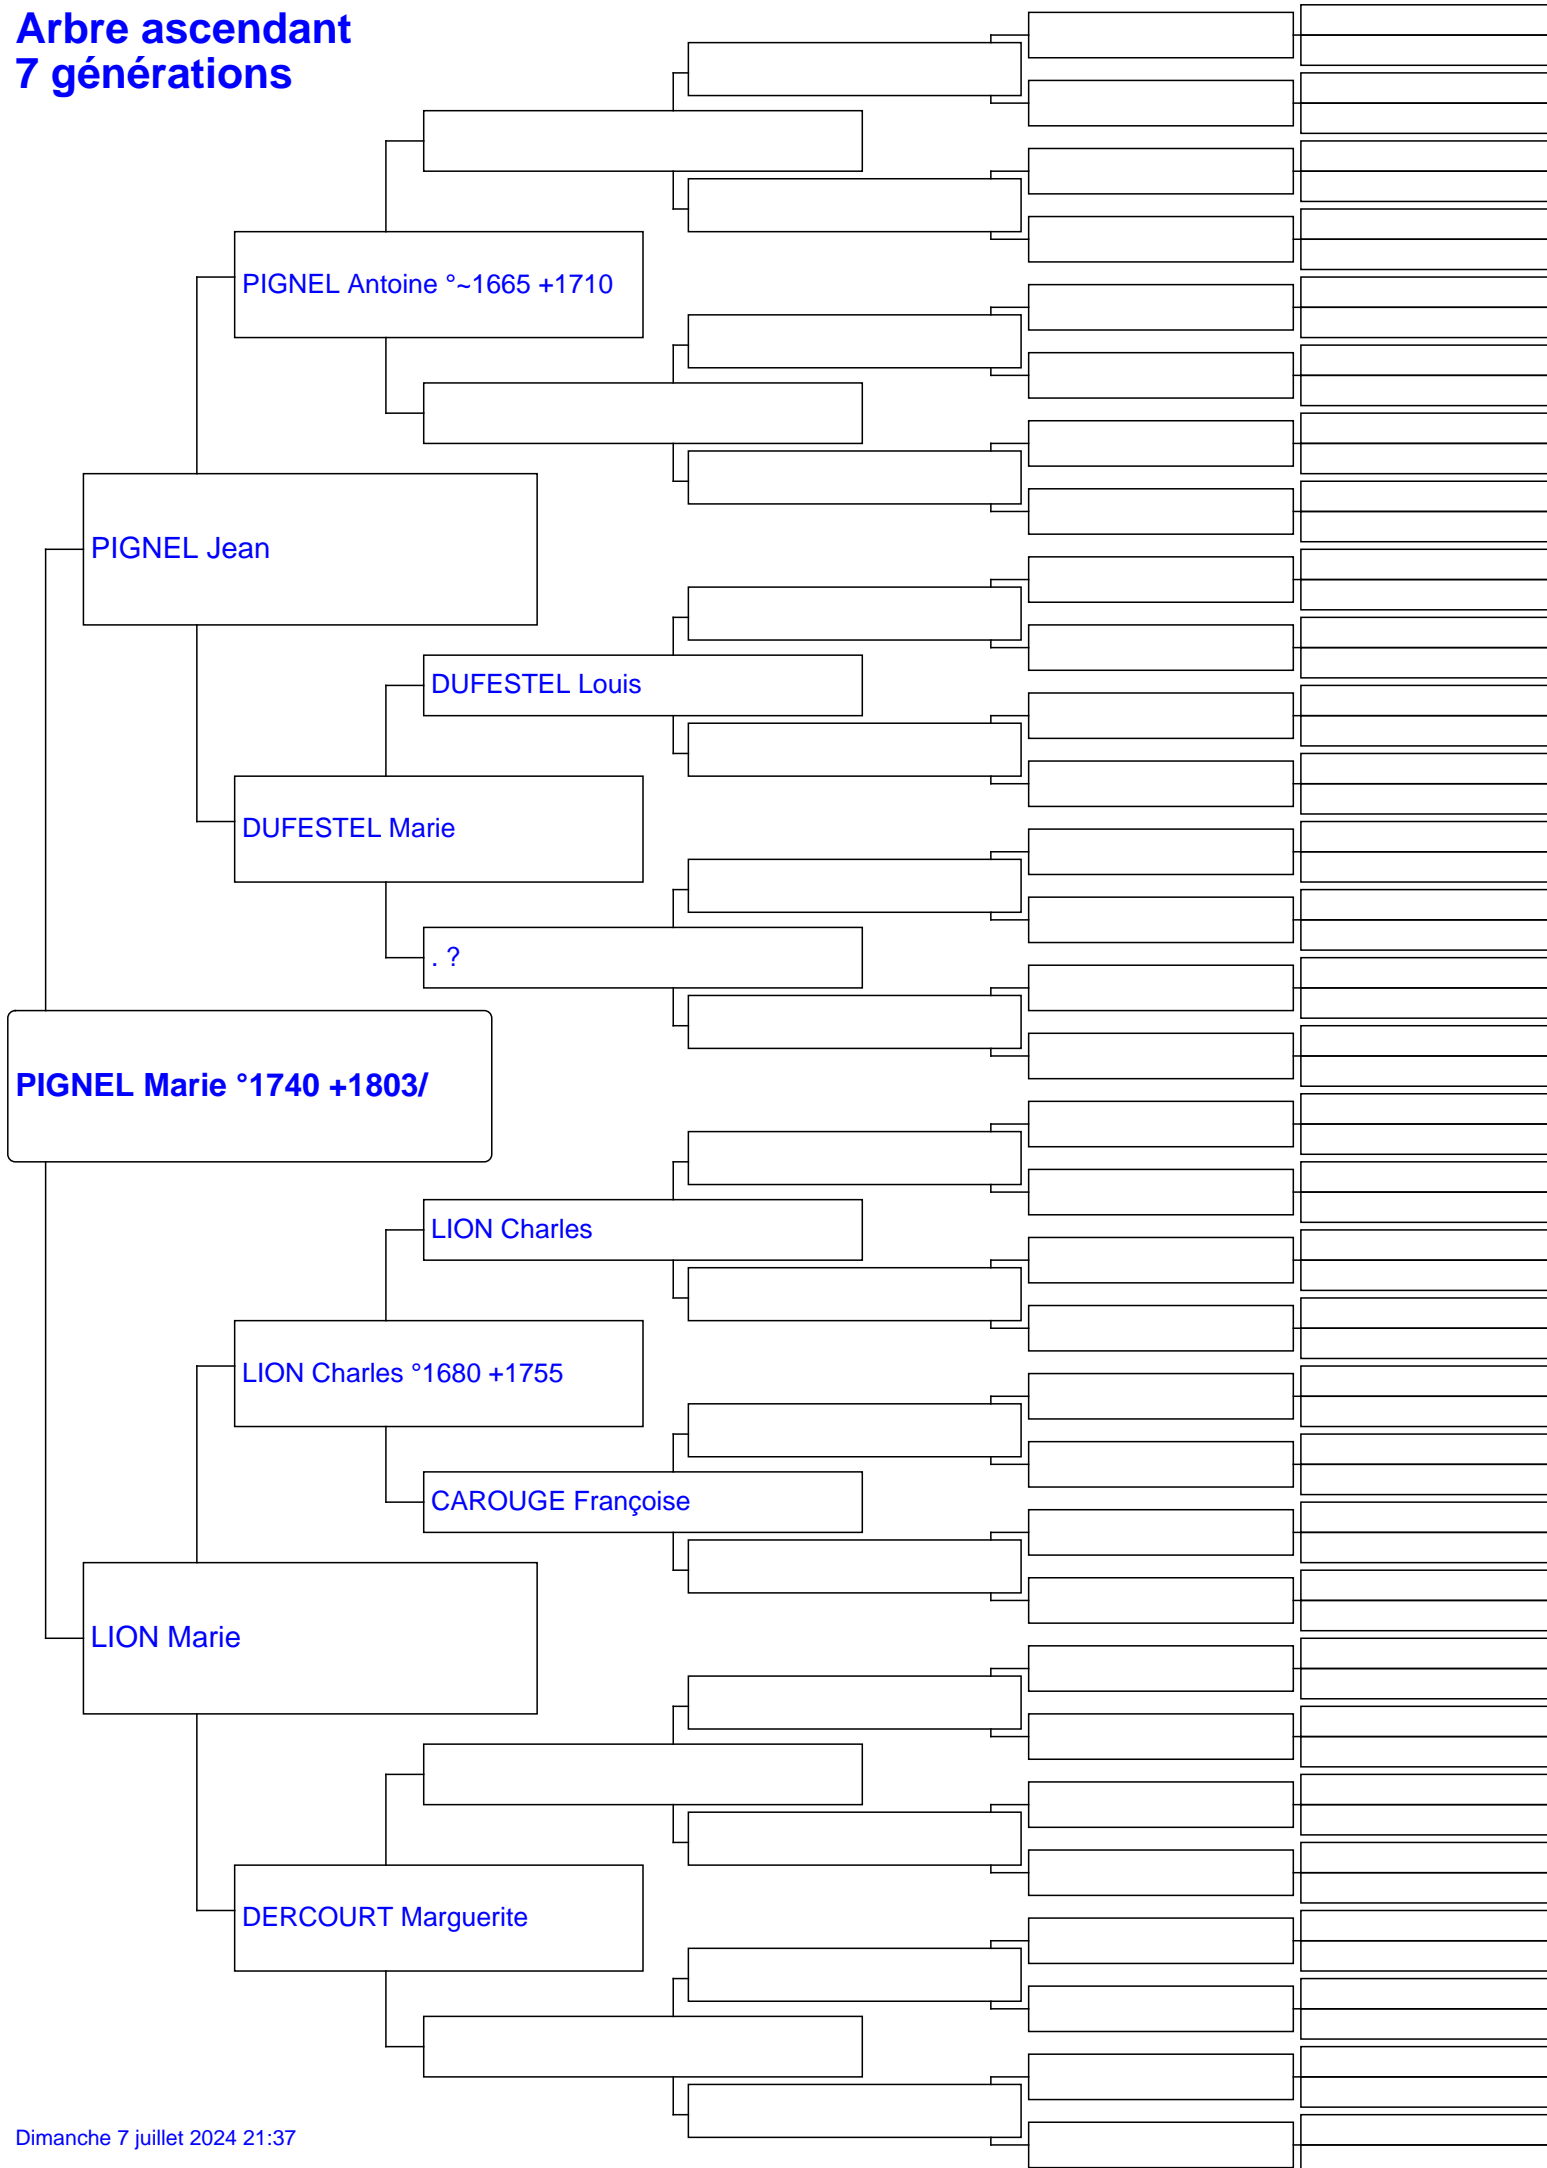 Arbre ascendant
7 générations
PIGNEL Antoine °~1665 +1710
PIGNEL Jean
DUFESTEL Louis
DUFESTEL Marie
. ?
PIGNEL Marie °1740 +1803/
LION Charles
LION Charles °1680 +1755
CAROUGE Françoise
LION Marie
DERCOURT Marguerite
Dimanche 7 juillet 2024 21:37